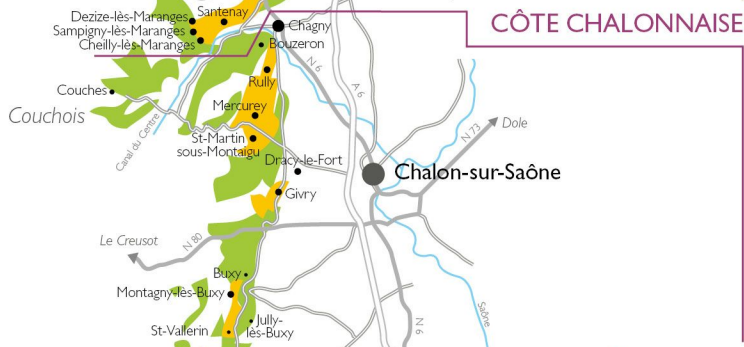 Dezize-lès-Maranges
Santenay
Sampigny-lès-Maranges
Cheilly-lès-Maranges
Chagny
CÔTE CHALONNAISE
Bouzeron
N 6
A 6
Couches
Rully
Couchois
Mercurey
Canal du Centre
St-Martin
sous-Montaigu
N 73
Dole
Dracy-le-Fort
Chalon-sur-Saône
Givry
Le Creusot
N 80
Buxy
Montagny-lès-Buxy
Saône
St-Vallerin
Jully-
lès-Buxy
N 6